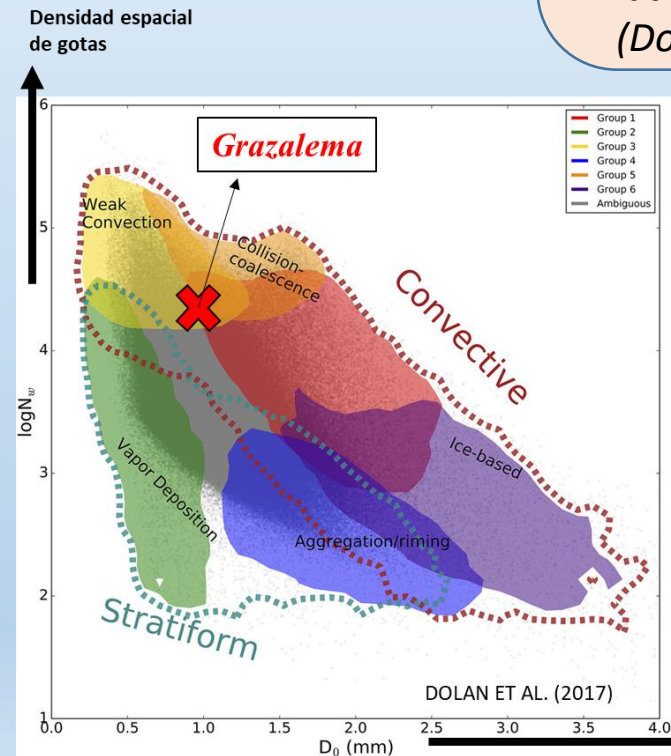 Densidad espacial
de gotas
(Do
Grazalema
Group 1
Group 2
Group 3
Group 4
Group 5
Group 6
Ambiguous
Weak
Convection
Collision-
coalescence
Convective
Ice-based
Vapor Deposition
Aggregation/riming
Stratiform
DOLAN ET AL. (2017)
logNw
6
5
4
3
2
1
0.0 0.5 1.0 1.5 2.0 2.5 3.0 3.5 4.0
D0 (mm)